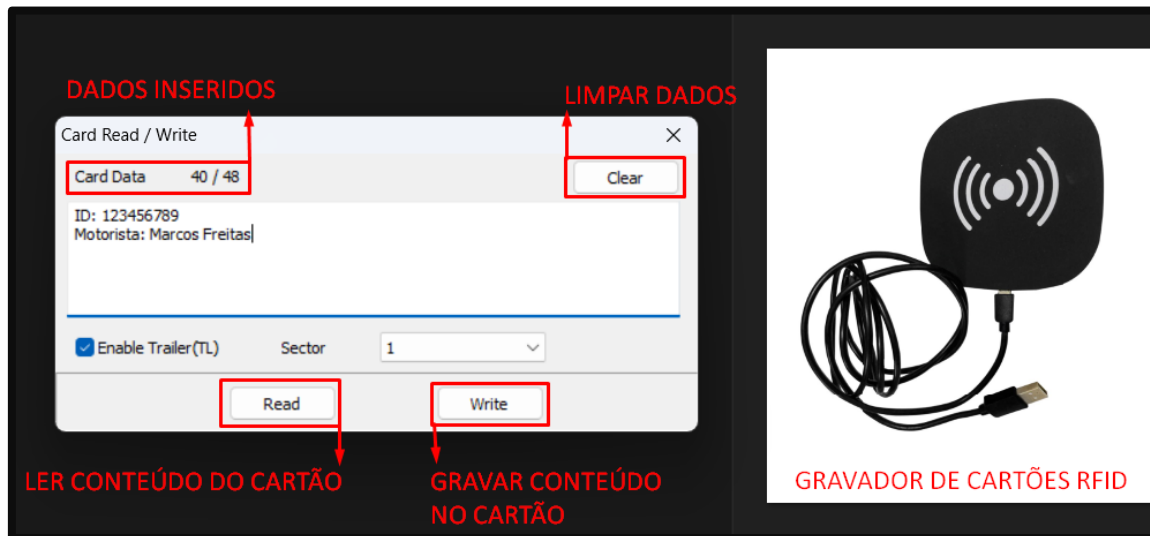 DADOS INSERIDOS
LIMPAR DADOS
Card Read / Write
Card Data 40 / 48
Clear
ID: 123456789
Motorista: Marcos Freitas
Enable Trailer(TL) Sector 1
Read Write
LER CONTEÚDO DO CARTÃO
GRAVAR CONTEÚDO
NO CARTÃO
GRAVADOR DE CARTÕES RFID